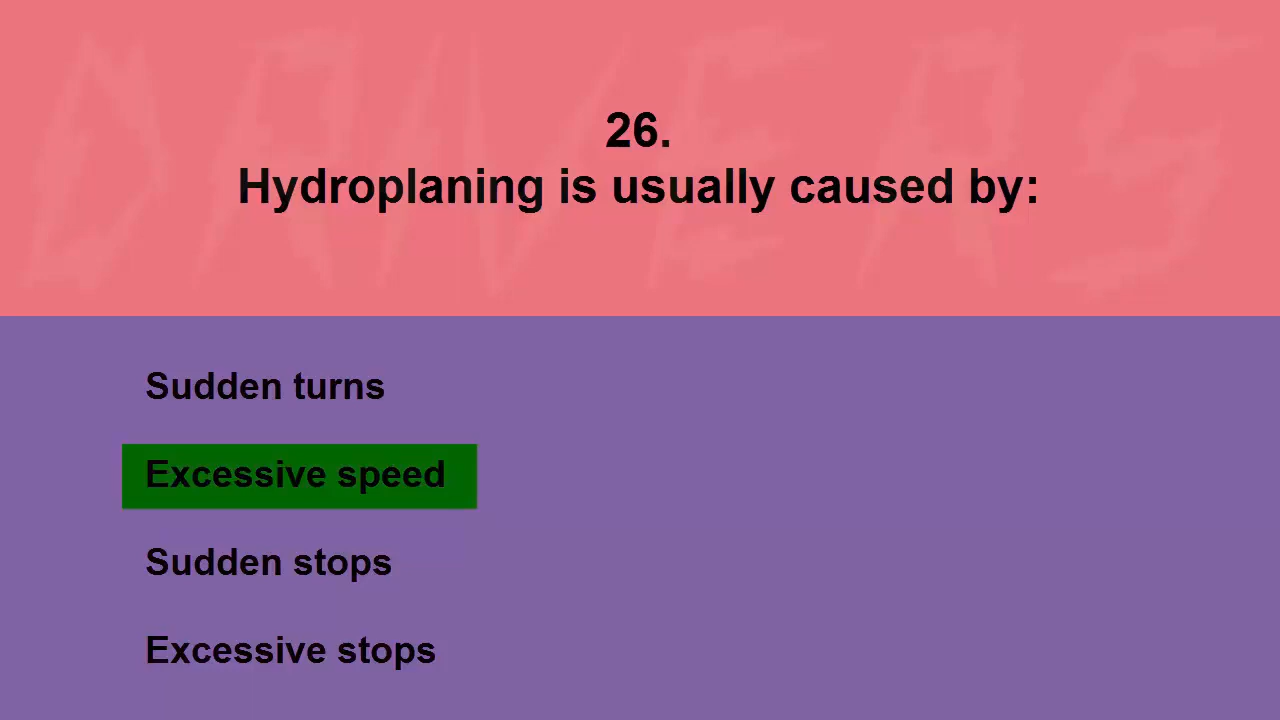 26.
Hydroplaning is usually caused by:
Sudden turns
Excessive speed
Sudden stops
Excessive stops